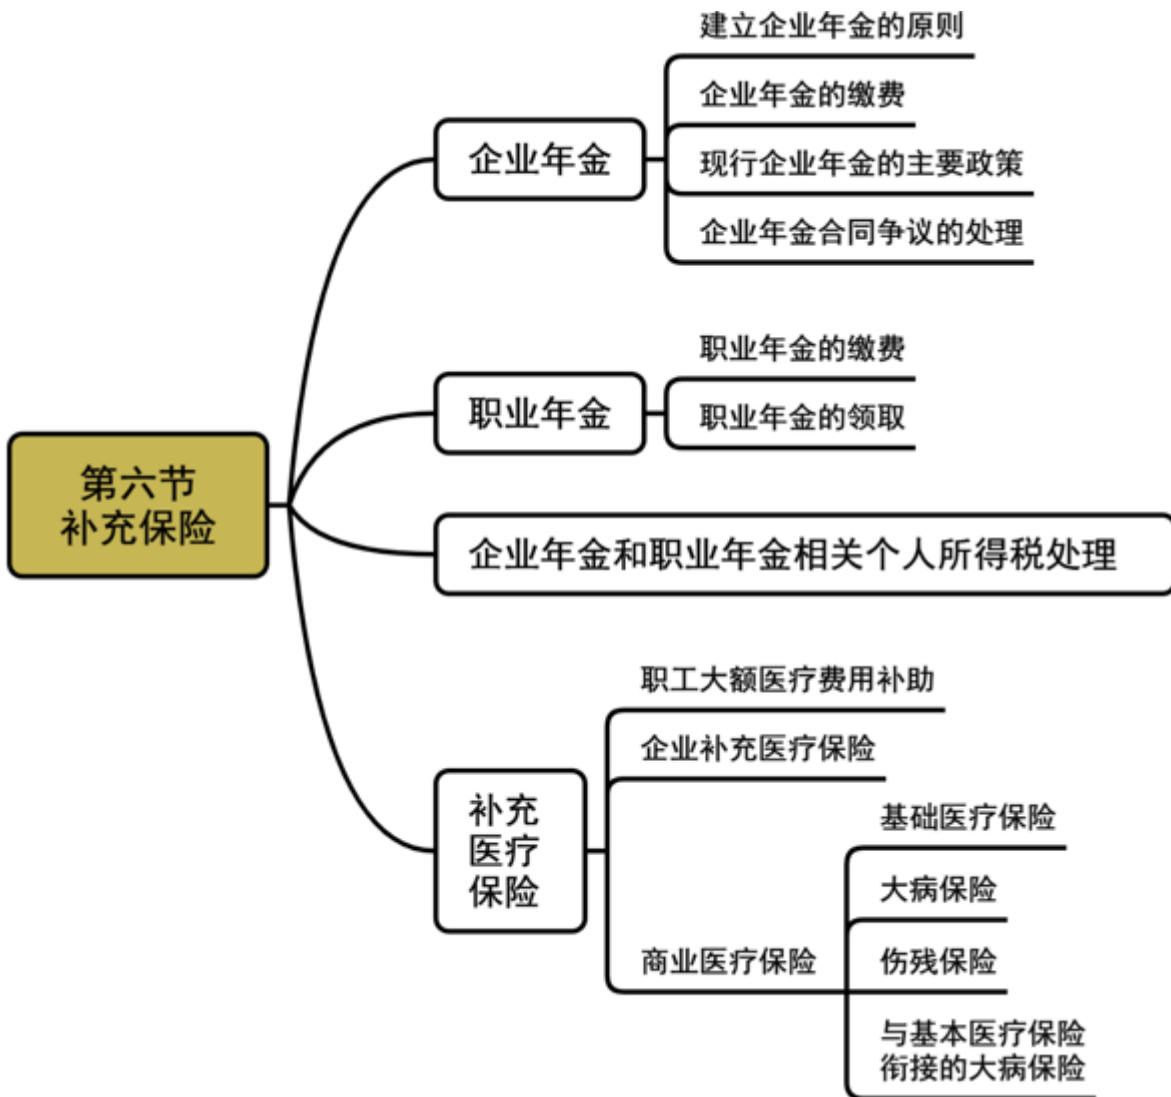 第六节
补充保险
企业年金
建立企业年金的原则
企业年金的缴费
现行企业年金的主要政策
企业年金合同争议的处理
职业年金
职业年金的缴费
职业年金的领取
企业年金和职业年金相关个人所得税处理
补充
医疗
保险
职工大额医疗费用补助
企业补充医疗保险
商业医疗保险
基础医疗保险
大病保险
伤残保险
与基本医疗保险
衔接的大病保险